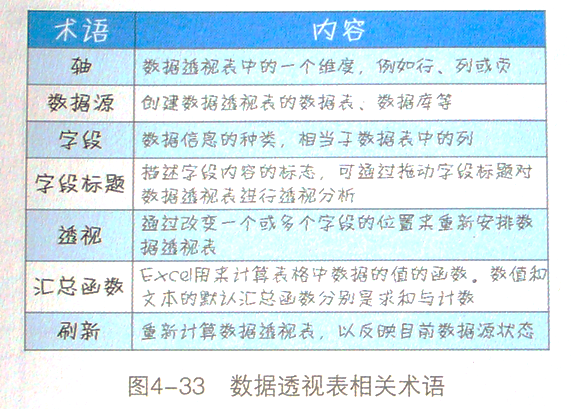 术语 内容
轴 数据透视表中的一个维度，例如行、列或页
数据源 创建数据透视表的数据表、数据库等
字段 数据信息的种类，相当于数据表中的列
字段标题 描述字段内容的标志，可通过拖动字段标题对
数据透视表进行透视分析
透视 通过改变一个或多个字段的位置来重新安排数
据透视表
汇总函数 Excel用来计算表格中数据的值的函数。数值和
文本的默认汇总函数分别是求和与计数
刷新 重新计算数据透视表，以反映目前数据源状态
图4-33 数据透视表相关术语